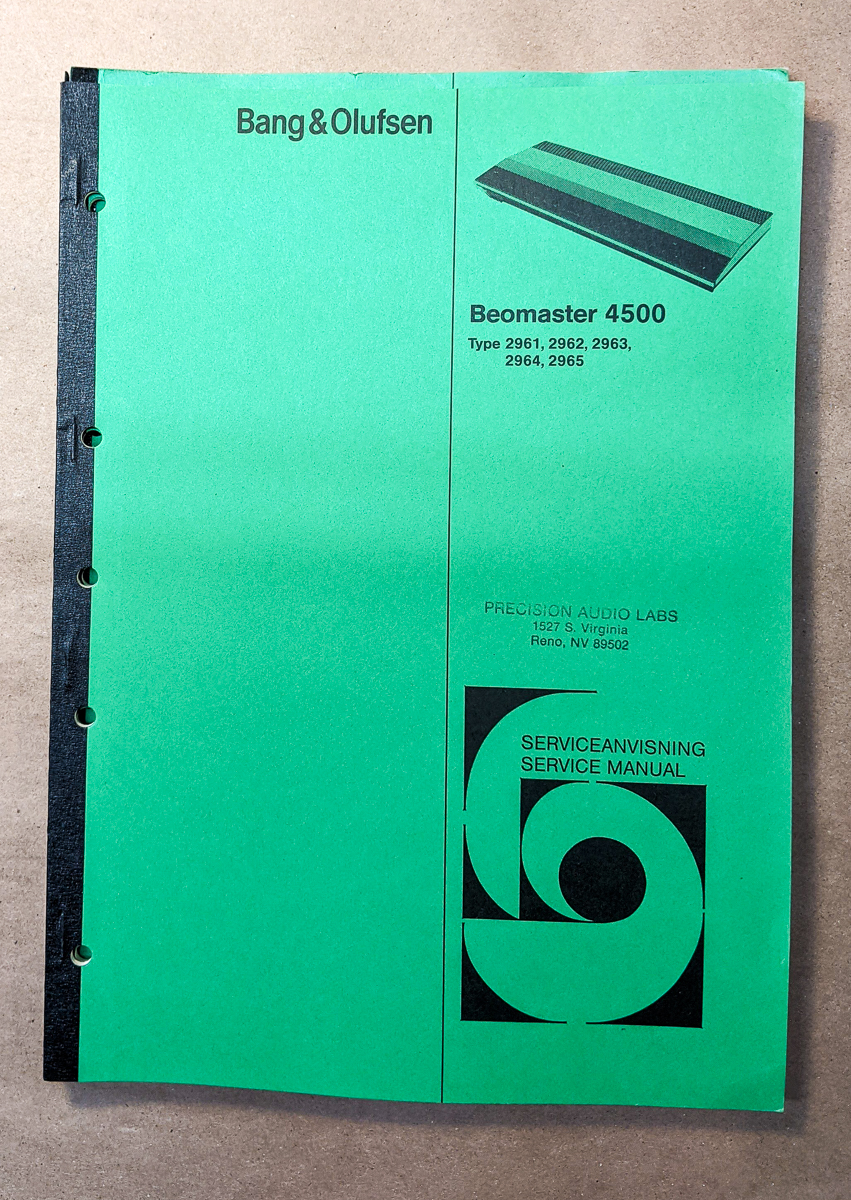 Bang & Olufsen
Beomaster 4500
Type 2961, 2962, 2963,
2964, 2965
PRECISION AUDIO LABS
1527 S. Virginia
Reno, NV 89502
SERVICEANVISNING
SERVICE MANUAL